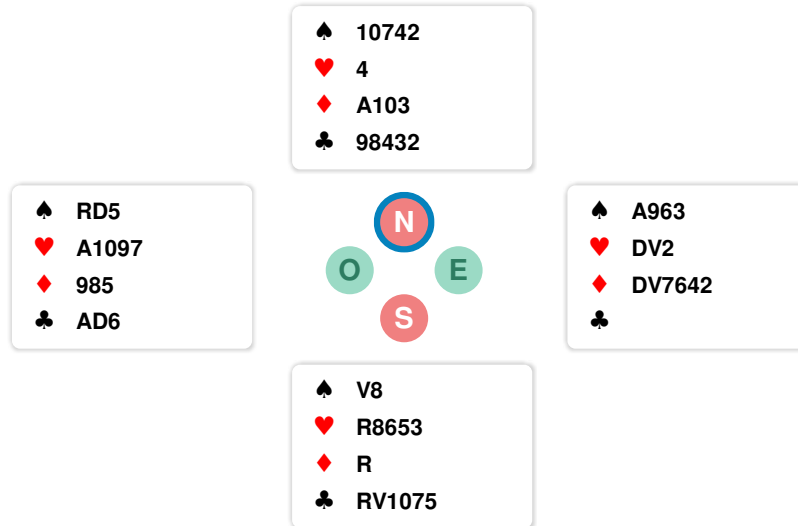 ♠ 10742
♥ 4
♦ A103
♣ 98432
♠ RD5
♥ A1097
♦ 985
♣ AD6
N
O
E
S
♠ A963
♥ DV2
♦ DV7642
♣
♠ V8
♥ R8653
♦ R
♣ RV1075